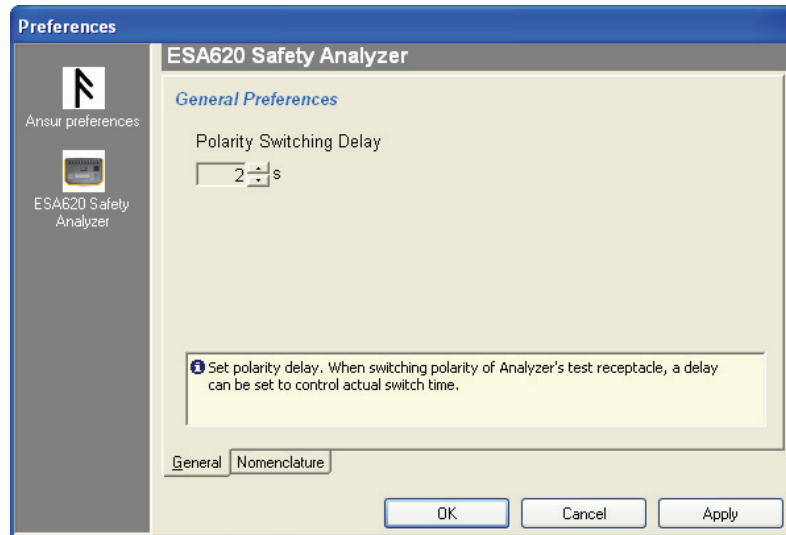 Preferences
Ansur preferences
ESA620 Safety
Analyzer
ESA620 Safety Analyzer
General Preferences
Polarity Switching Delay
2 s
Set polarity delay. When switching polarity of Analyzer's test receptacle, a delay
can be set to control actual switch time.
General Nomenclature
OK Cancel Apply